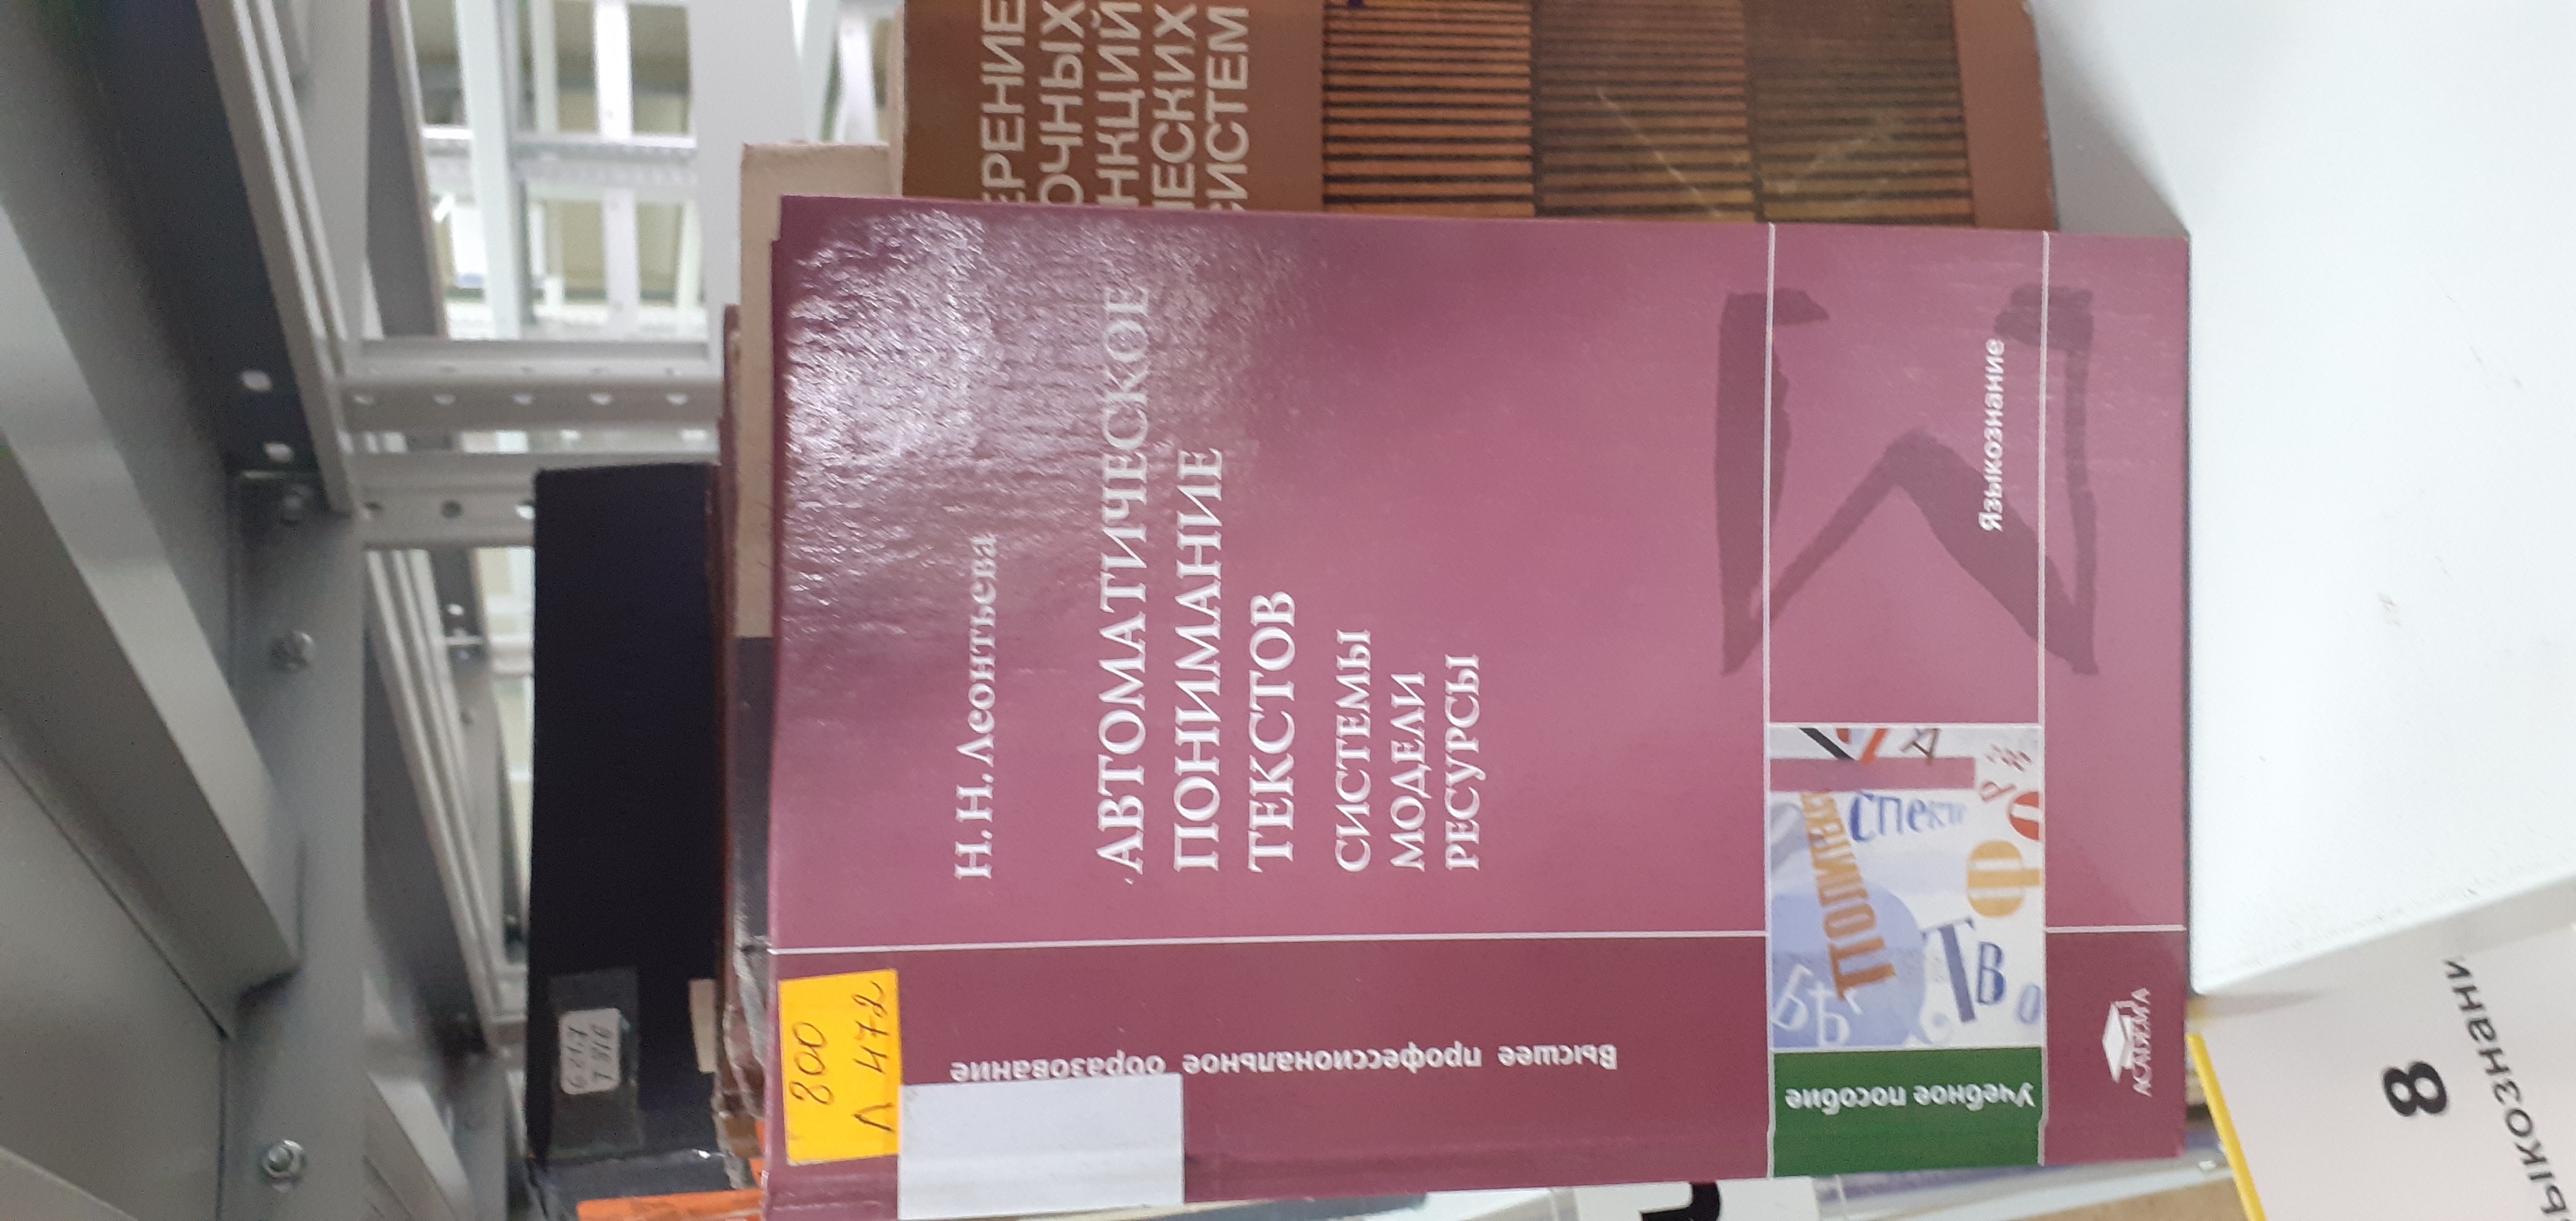 Н.Н.Леонтьева
АВТОМАТИЧЕСКОЕ
ПОНИМАНИЕ
ТЕКСТОВ
СИСТЕМЫ
МОДЕЛИ
РЕСУРСЫ
Языкознание
Высшее профессиональное образование
Учебное пособие
ACADEMA
800
Л 472
ЕРЕНИЕ
ОЧНЫХ
НКЦИЙ
ЧЕСКИХ
СИСТЕМ
8
ЫКОЗНАНИ